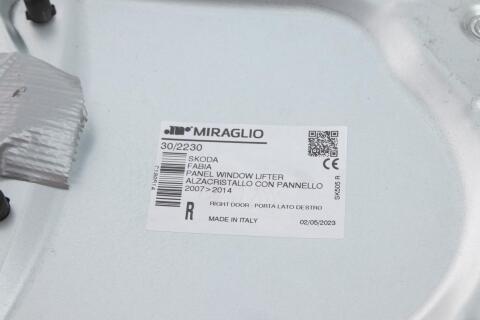 MIRAGLIO
30/2230
SKODA
FABIA
PANEL WINDOW LIFTER
ALZACRISTALLO CON PANNELLO
2007>2014
R
RIGHT DOOR - PORTA LATO DESTRO
MADE IN ITALY
02/05/2023
CE
SK505 R